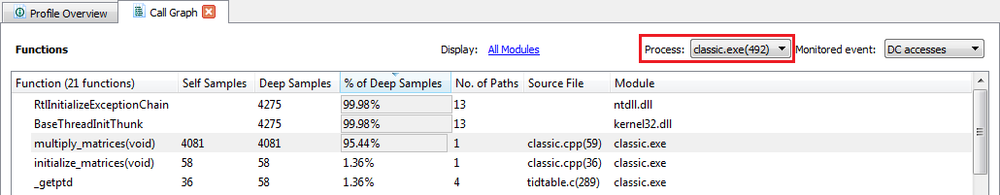 Profile Overview Call Graph
Functions Display: All Modules Process: classic.exe(492) Monitored event: DC accesses
Function (21 functions) Self Samples Deep Samples % of Deep Samples No. of Paths Source File Module
RtlInitializeExceptionChain 4275 99.98% 13 ntdll.dll
BaseThreadInitThunk 4275 99.98% 13 kernel32.dll
multiply_matrices(void) 4081 4081 95.44% 1 classic.cpp(59) classic.exe
initialize_matrices(void) 58 58 1.36% 1 classic.cpp(36) classic.exe
_getptd 36 58 1.36% 4 tidtable.c(289) classic.exe